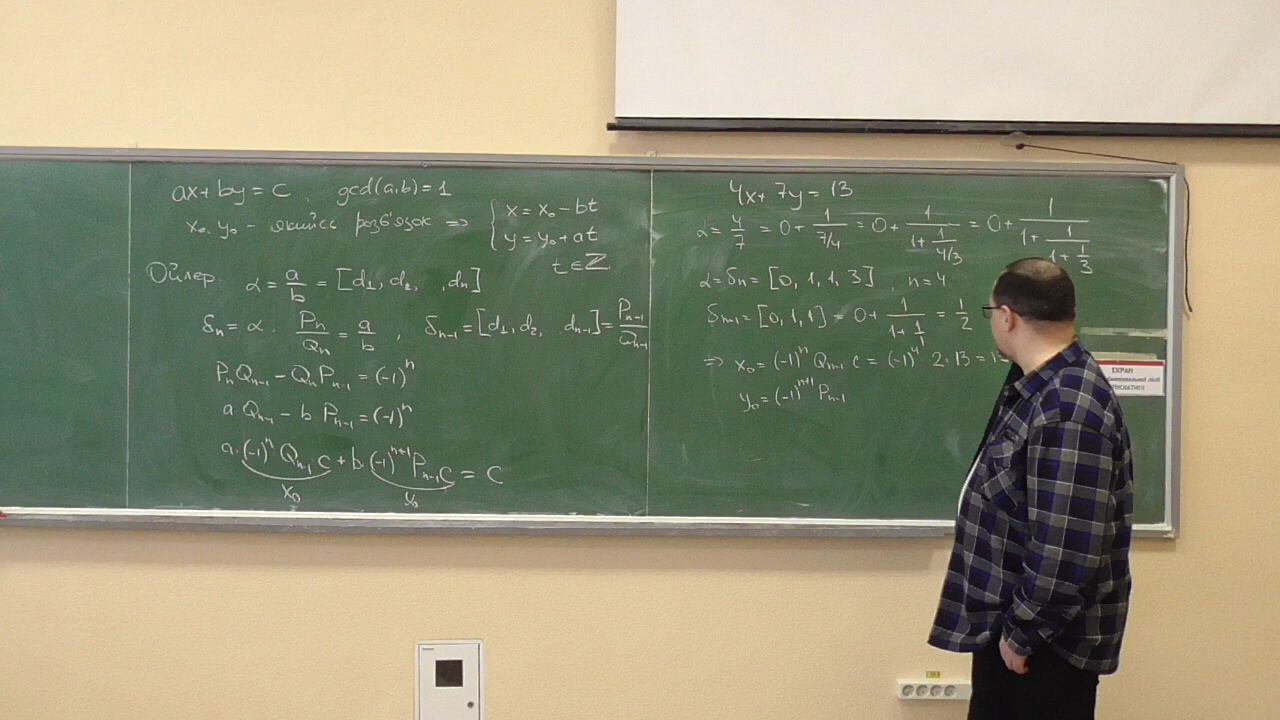 ax + by = c , gcd(a,b) = 1
x₀, y₀ – якийсь розв'язок ⇒ { x = x₀ – bt
y = y₀ + at
t ∈ ℤ
Ойлер. α = a/b = [d₁, d₂, , dₙ]
δₙ = α . Pₙ/Qₙ = a/b , δₙ₋₁ = [d₁, d₂, .. dₙ₋₁] = Pₙ₋₁/Qₙ₋₁
PₙQₙ₋₁ – QₙPₙ₋₁ = (-1)ⁿ
a Qₙ₋₁ – b Pₙ₋₁ = (-1)ⁿ
a·(-1)ⁿ Qₙ₋₁ c + b·(-1)ⁿ⁺¹ Pₙ₋₁ c = c
x₀ y₀
4x + 7y = 13
α = 4/7 = 0 + 1/(7/4) = 0 + 1/(1 + 1/(4/3)) = 0 + 1/(1 + 1/(1 + 1/3))
α = δₙ = [0, 1, 1, 3] , n = 4
δₙ₋₁ = [0, 1, 1] = 0 + 1/(1 + 1/1) = 1/2
⇒ x₀ = (-1)ⁿ Qₙ₋₁ c = (-1)⁴ 2·13 =
y₀ = (-1)ⁿ⁺¹ Pₙ₋₁
ЕКРАН